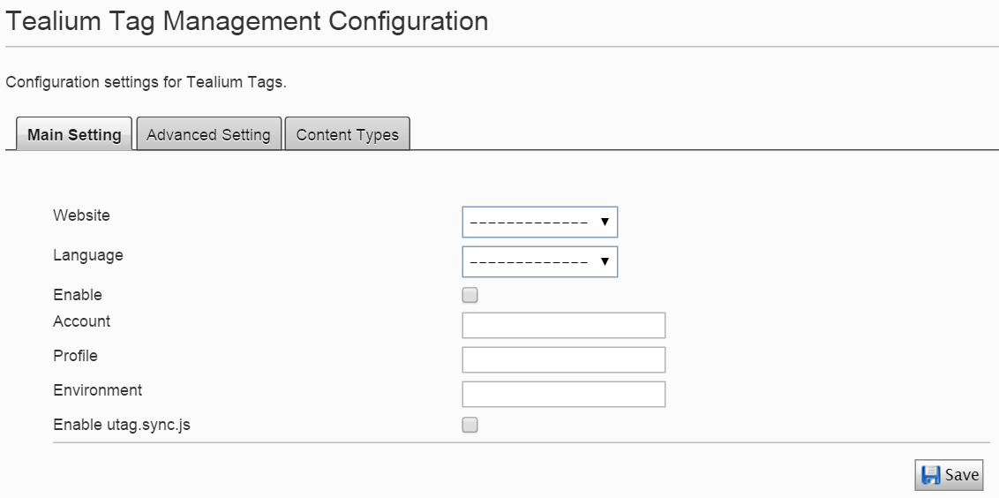 Tealium Tag Management Configuration
Configuration settings for Tealium Tags.
Main Setting Advanced Setting Content Types
Website -------------
Language -------------
Enable
Account
Profile
Environment
Enable utag.sync.js
Save